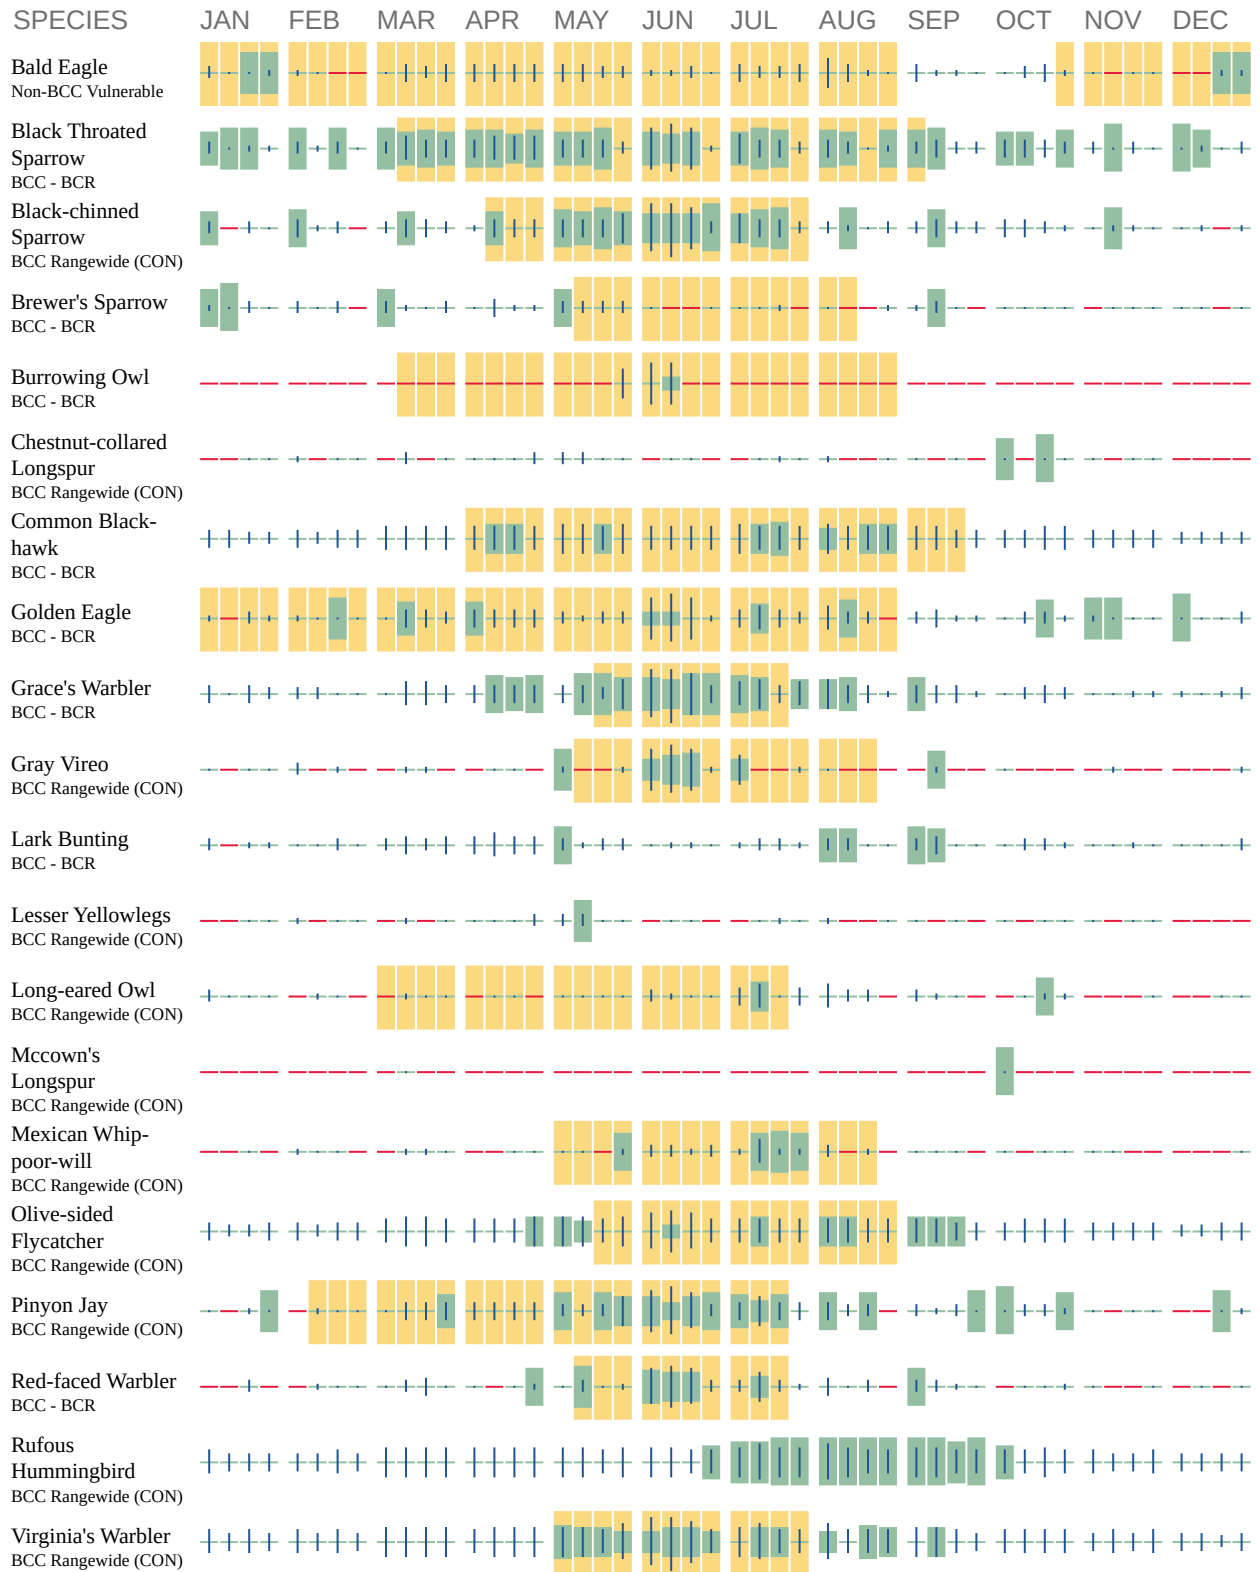 SPECIES JAN FEB MAR APR MAY JUN JUL AUG SEP OCT NOV DEC
Bald Eagle
Non-BCC Vulnerable
Black Throated
Sparrow
BCC - BCR
Black-chinned
Sparrow
BCC Rangewide (CON)
Brewer's Sparrow
BCC - BCR
Burrowing Owl
BCC - BCR
Chestnut-collared
Longspur
BCC Rangewide (CON)
Common Black-
hawk
BCC - BCR
Golden Eagle
BCC - BCR
Grace's Warbler
BCC - BCR
Gray Vireo
BCC Rangewide (CON)
Lark Bunting
BCC - BCR
Lesser Yellowlegs
BCC Rangewide (CON)
Long-eared Owl
BCC Rangewide (CON)
Mccown's
Longspur
BCC Rangewide (CON)
Mexican Whip-
poor-will
BCC Rangewide (CON)
Olive-sided
Flycatcher
BCC Rangewide (CON)
Pinyon Jay
BCC Rangewide (CON)
Red-faced Warbler
BCC - BCR
Rufous
Hummingbird
BCC Rangewide (CON)
Virginia's Warbler
BCC Rangewide (CON)